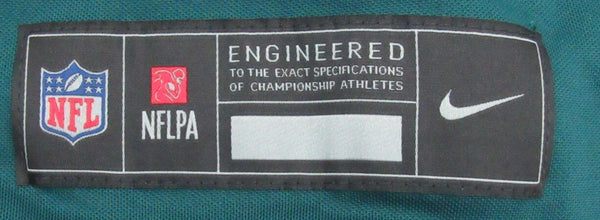 NFL
NFLPA
ENGINEERED
TO THE EXACT SPECIFICATIONS
OF CHAMPIONSHIP ATHLETES